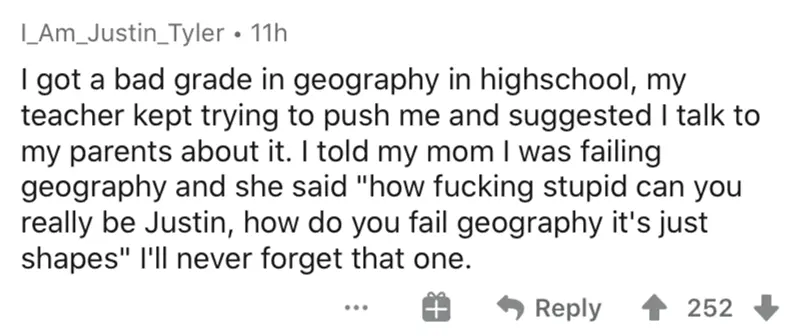 I_Am_Justin_Tyler • 11h
I got a bad grade in geography in highschool, my
teacher kept trying to push me and suggested I talk to
my parents about it. I told my mom I was failing
geography and she said "how fucking stupid can you
really be Justin, how do you fail geography it's just
shapes" I'll never forget that one.
... Reply 252